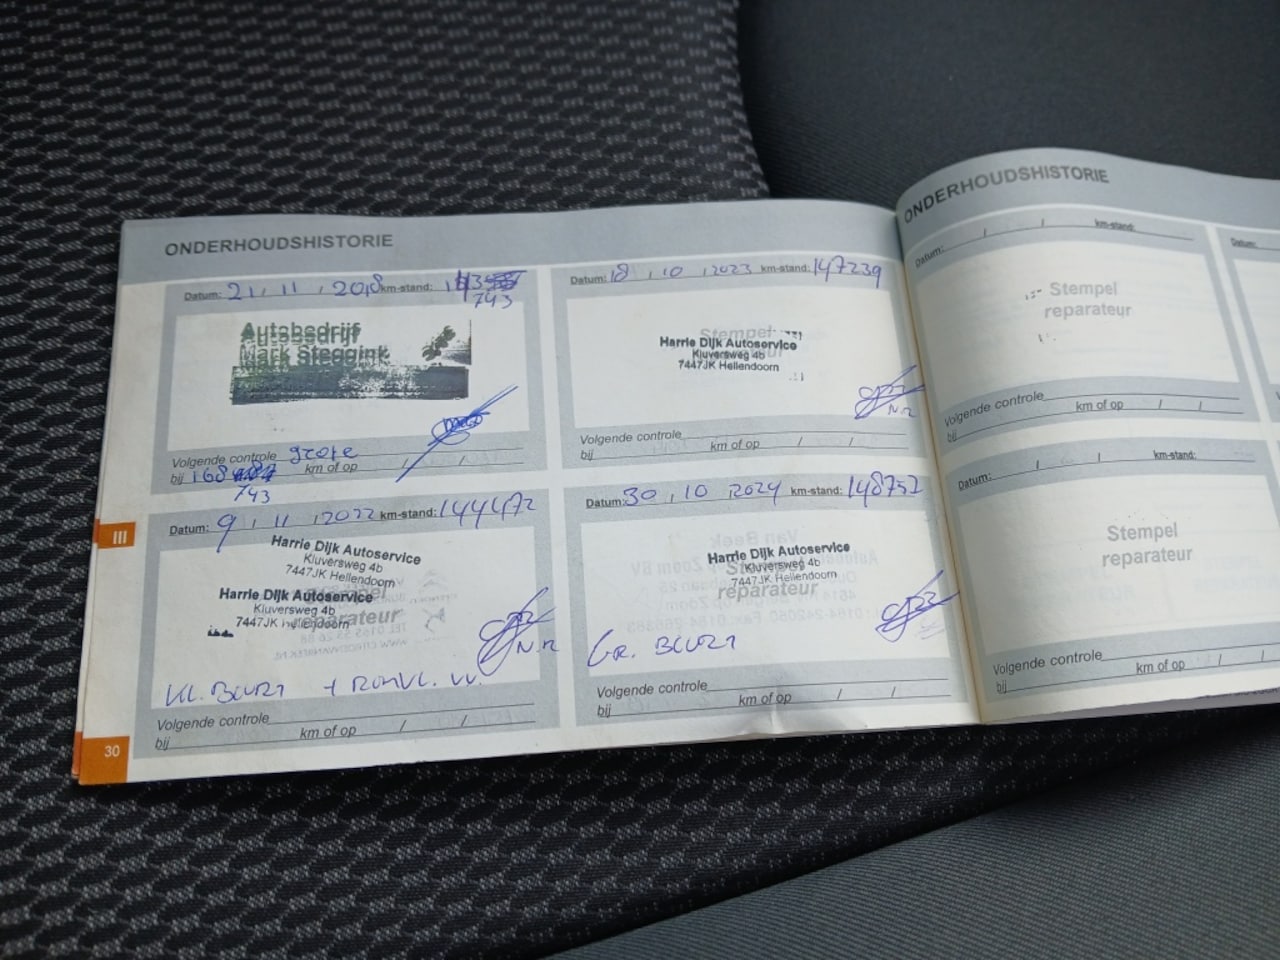 ONDERHOUDSHISTORIE
Datum: 21 / 11 / 2018 km-stand:
743
Autobedrijf
Mark Steggink
Volgende controle grote
bij 168 km of op / /
743
Datum: 18 / 10 / 2023 km-stand: 147239
Stempel
Harrie Dijk Autoservice
Kluversweg 4b
7447JK Hellendoorn
N.R
Volgende controle
bij km of op / /
III
Datum: 9 / 11 / 2022 km-stand: 144472
Harrie Dijk Autoservice
Kluversweg 4b
7447JK Hellendoorn
Harrie Dijk Autoservice
Kluversweg 4b
7447JK Hellendoorn
reparateur
N.R
KL. BEURT +
Volgende controle
bij km of op / /
Datum: 30 / 10 / 2024 km-stand: 148752
Harrie Dijk Autoservice
Kluversweg 4b
7447JK Hellendoorn
reparateur
GR. BEURT
Volgende controle
bij km of op / /
30
ONDERHOUDSHISTORIE
Datum: / / km-stand:
Stempel
reparateur
Volgende controle
bij km of op / /
Datum: / / km-stand:
Stempel
reparateur
Volgende controle
bij km of op / /
Datum: